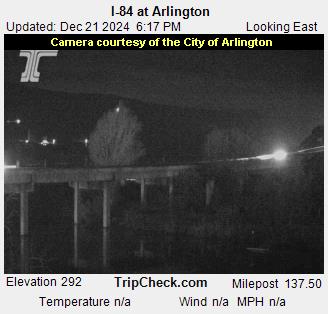 I-84 at Arlington
Updated: Dec 21 2024 6:17 PM Looking East
Camera courtesy of the City of Arlington
Elevation 292 TripCheck.com Milepost 137.50
Temperature n/a Wind n/a MPH n/a